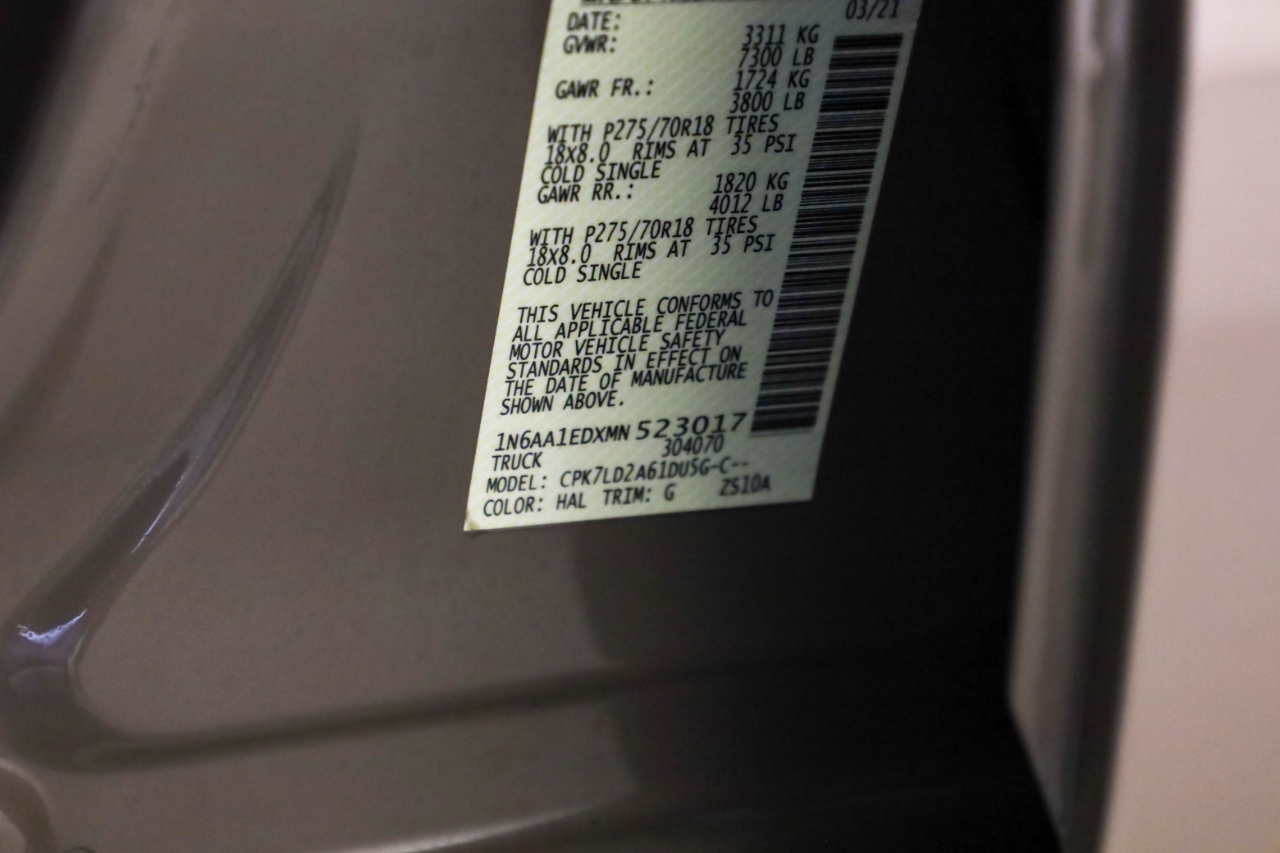 03/21
DATE:
GVWR: 3311 KG
7300 LB
GAWR FR.: 1724 KG
3800 LB
WITH P275/70R18 TIRES
18X8.0 RIMS AT 35 PSI
COLD SINGLE
GAWR RR.: 1820 KG
4012 LB
WITH P275/70R18 TIRES
18X8.0 RIMS AT 35 PSI
COLD SINGLE
THIS VEHICLE CONFORMS TO
ALL APPLICABLE FEDERAL
MOTOR VEHICLE SAFETY
STANDARDS IN EFFECT ON
THE DATE OF MANUFACTURE
SHOWN ABOVE.
1N6AA1EDXMN 523017
TRUCK 304070
MODEL: CPK7LD2A61DU5G-C--
COLOR: HAL TRIM: G ZS10A